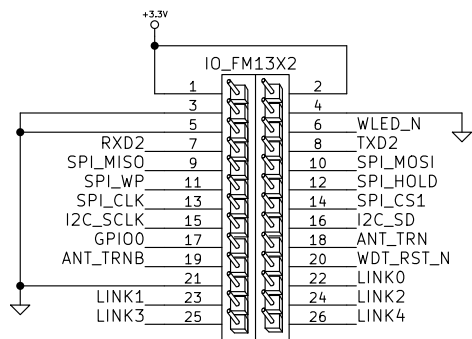 +3.3V
IO_FM13X2
1 2
3 4
5 6 WLED_N
RXD2 7 8 TXD2
SPI_MISO 9 10 SPI_MOSI
SPI_WP 11 12 SPI_HOLD
SPI_CLK 13 14 SPI_CS1
I2C_SCLK 15 16 I2C_SD
GPIO0 17 18 ANT_TRN
ANT_TRNB 19 20 WDT_RST_N
21 22 LINK0
LINK1 23 24 LINK2
LINK3 25 26 LINK4